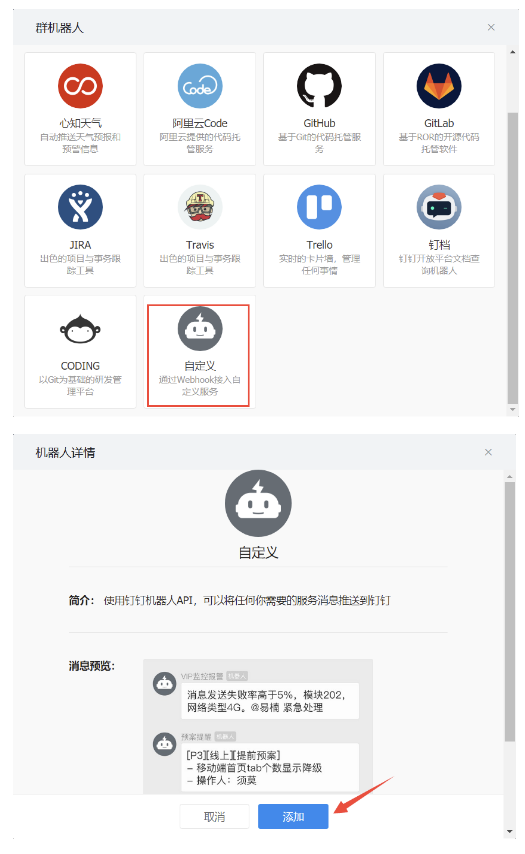 群机器人
心知天气
自动推送天气预报和
预警信息
Code
阿里云Code
阿里云提供的代码托
管服务
GitHub
基于Git的代码托管服
务
GitLab
基于ROR的开源代码
托管软件
JIRA
出色的项目与事务跟
踪工具
Travis
出色的项目与事务跟
踪工具
Trello
实时的卡片墙，管理
任何事情
钉档
钉钉开放平台文档查
询机器人
CODING
以Git为基础的研发管
理平台
自定义
通过Webhook接入自
定义服务
机器人详情
自定义
简介： 使用钉钉机器人API，可以将任何你需要的服务消息推送到钉钉
消息预览：
VIP监控报警 机器人
消息发送失败率高于5%，模块202，
网络类型4G。@易楠 紧急处理
预案提醒 机器人
[P3][线上][提前预案]
- 移动端首页tab个数显示降级
- 操作人：须莫
取消
添加